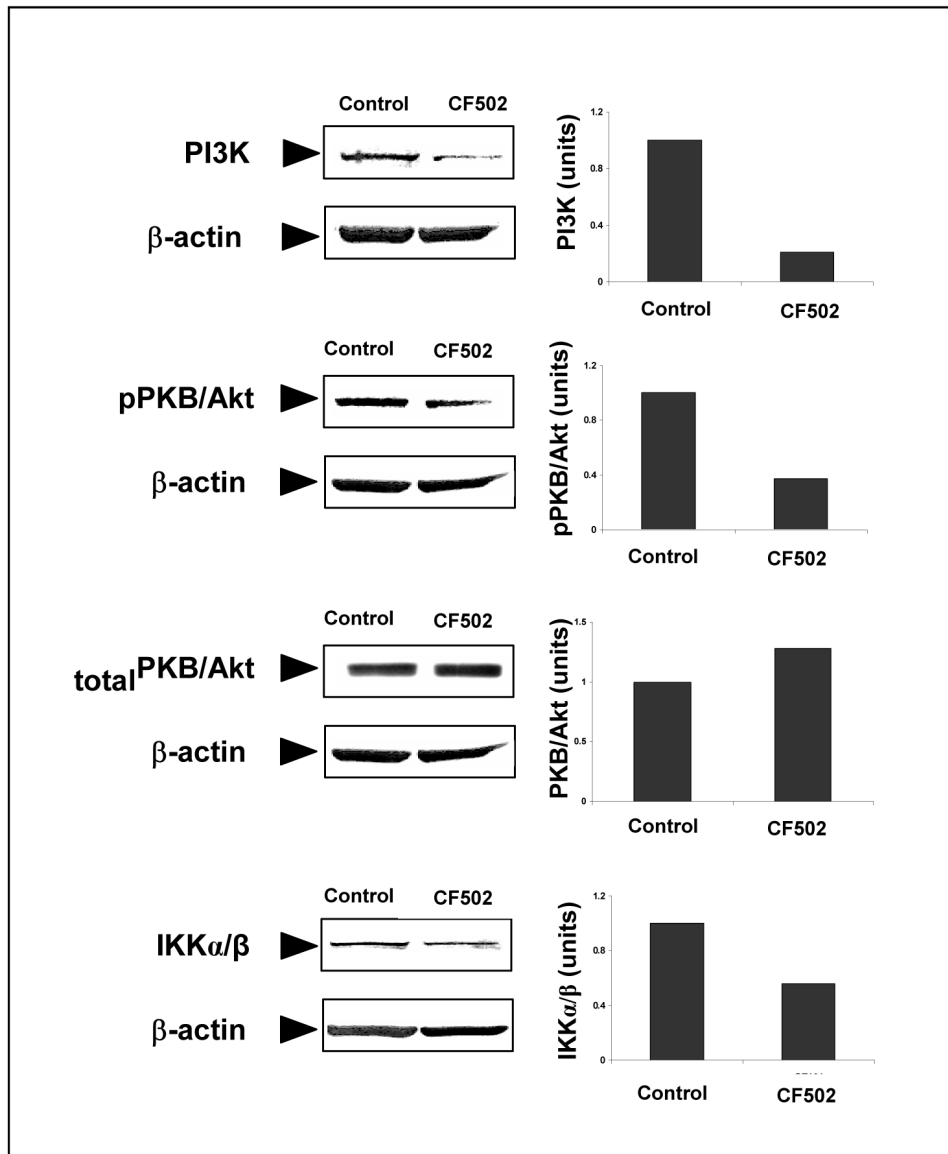 Control CF502
PI3K
β-actin
PI3K (units)
1.2
0.8
0.4
0
Control CF502
Control CF502
pPKB/Akt
β-actin
pPKB/Akt (units)
1.2
0.8
0.4
0
Control CF502
Control CF502
total PKB/Akt
β-actin
PKB/Akt (units)
1.5
1
0.5
0
Control CF502
Control CF502
IKKα/β
β-actin
IKKα/β (units)
1.2
0.8
0.4
0
Control CF502